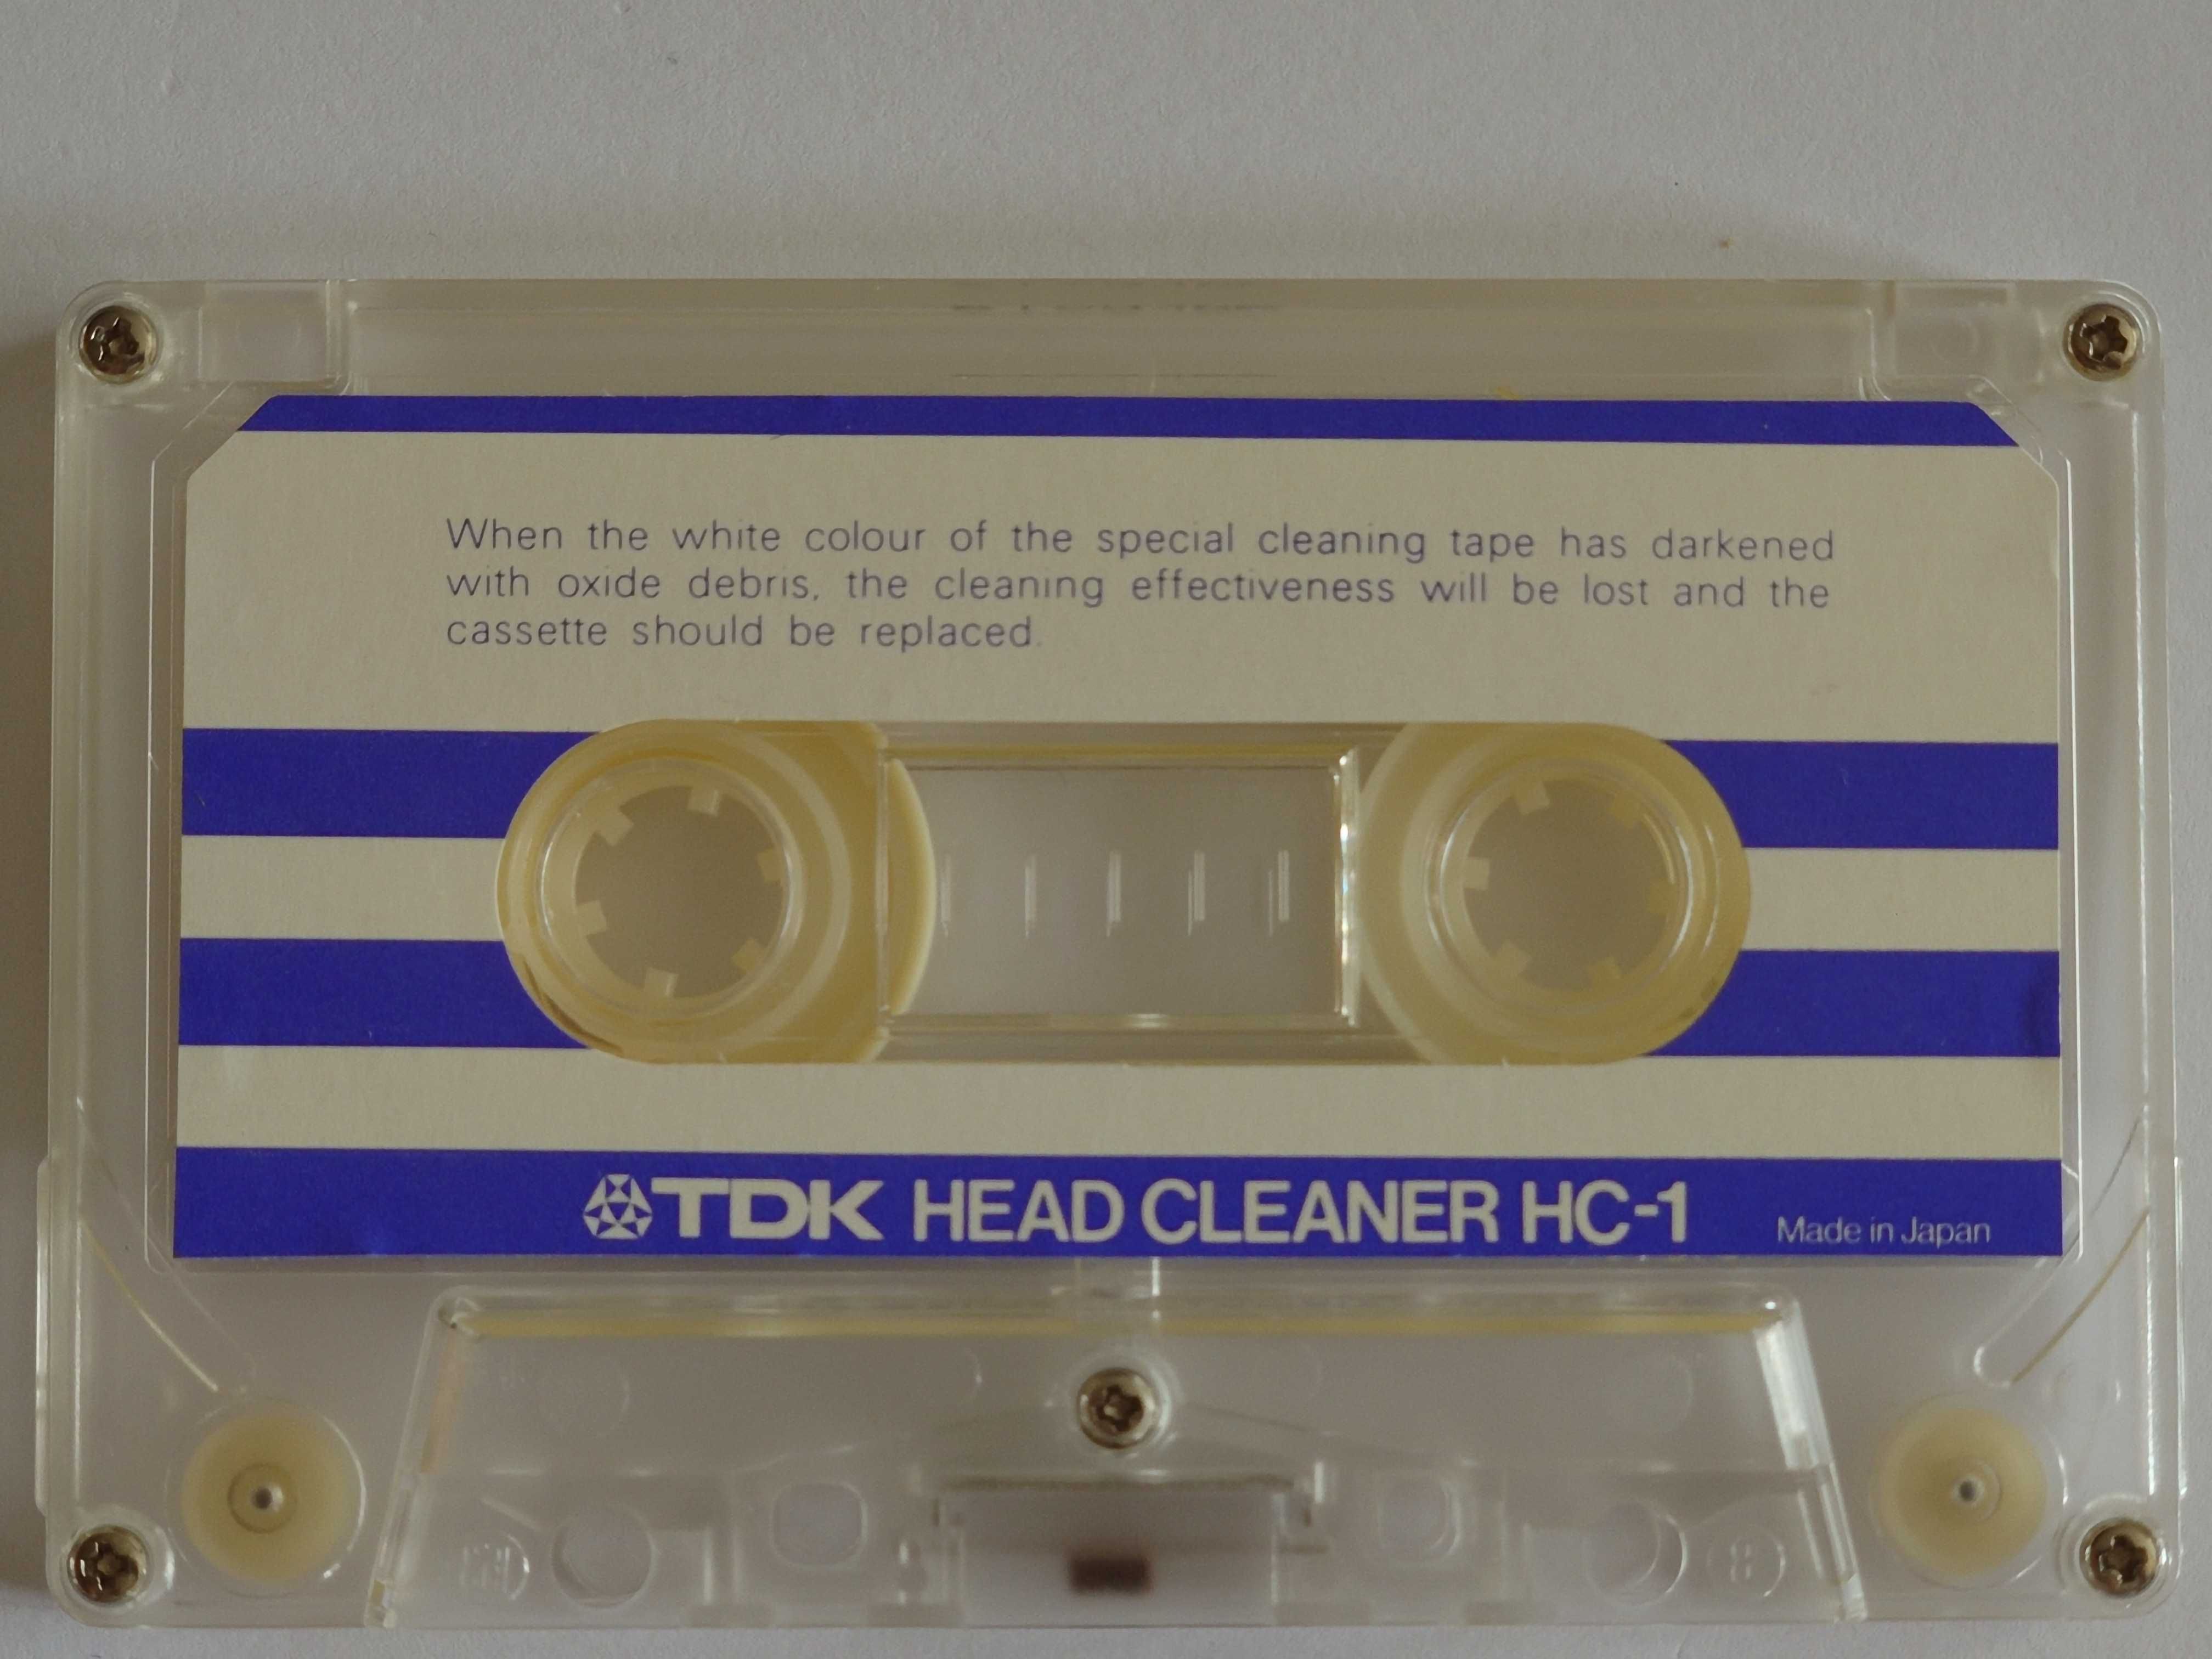 When the white colour of the special cleaning tape has darkened
with oxide debris, the cleaning effectiveness will be lost and the
cassette should be replaced.
TDK HEAD CLEANER HC-1
Made in Japan